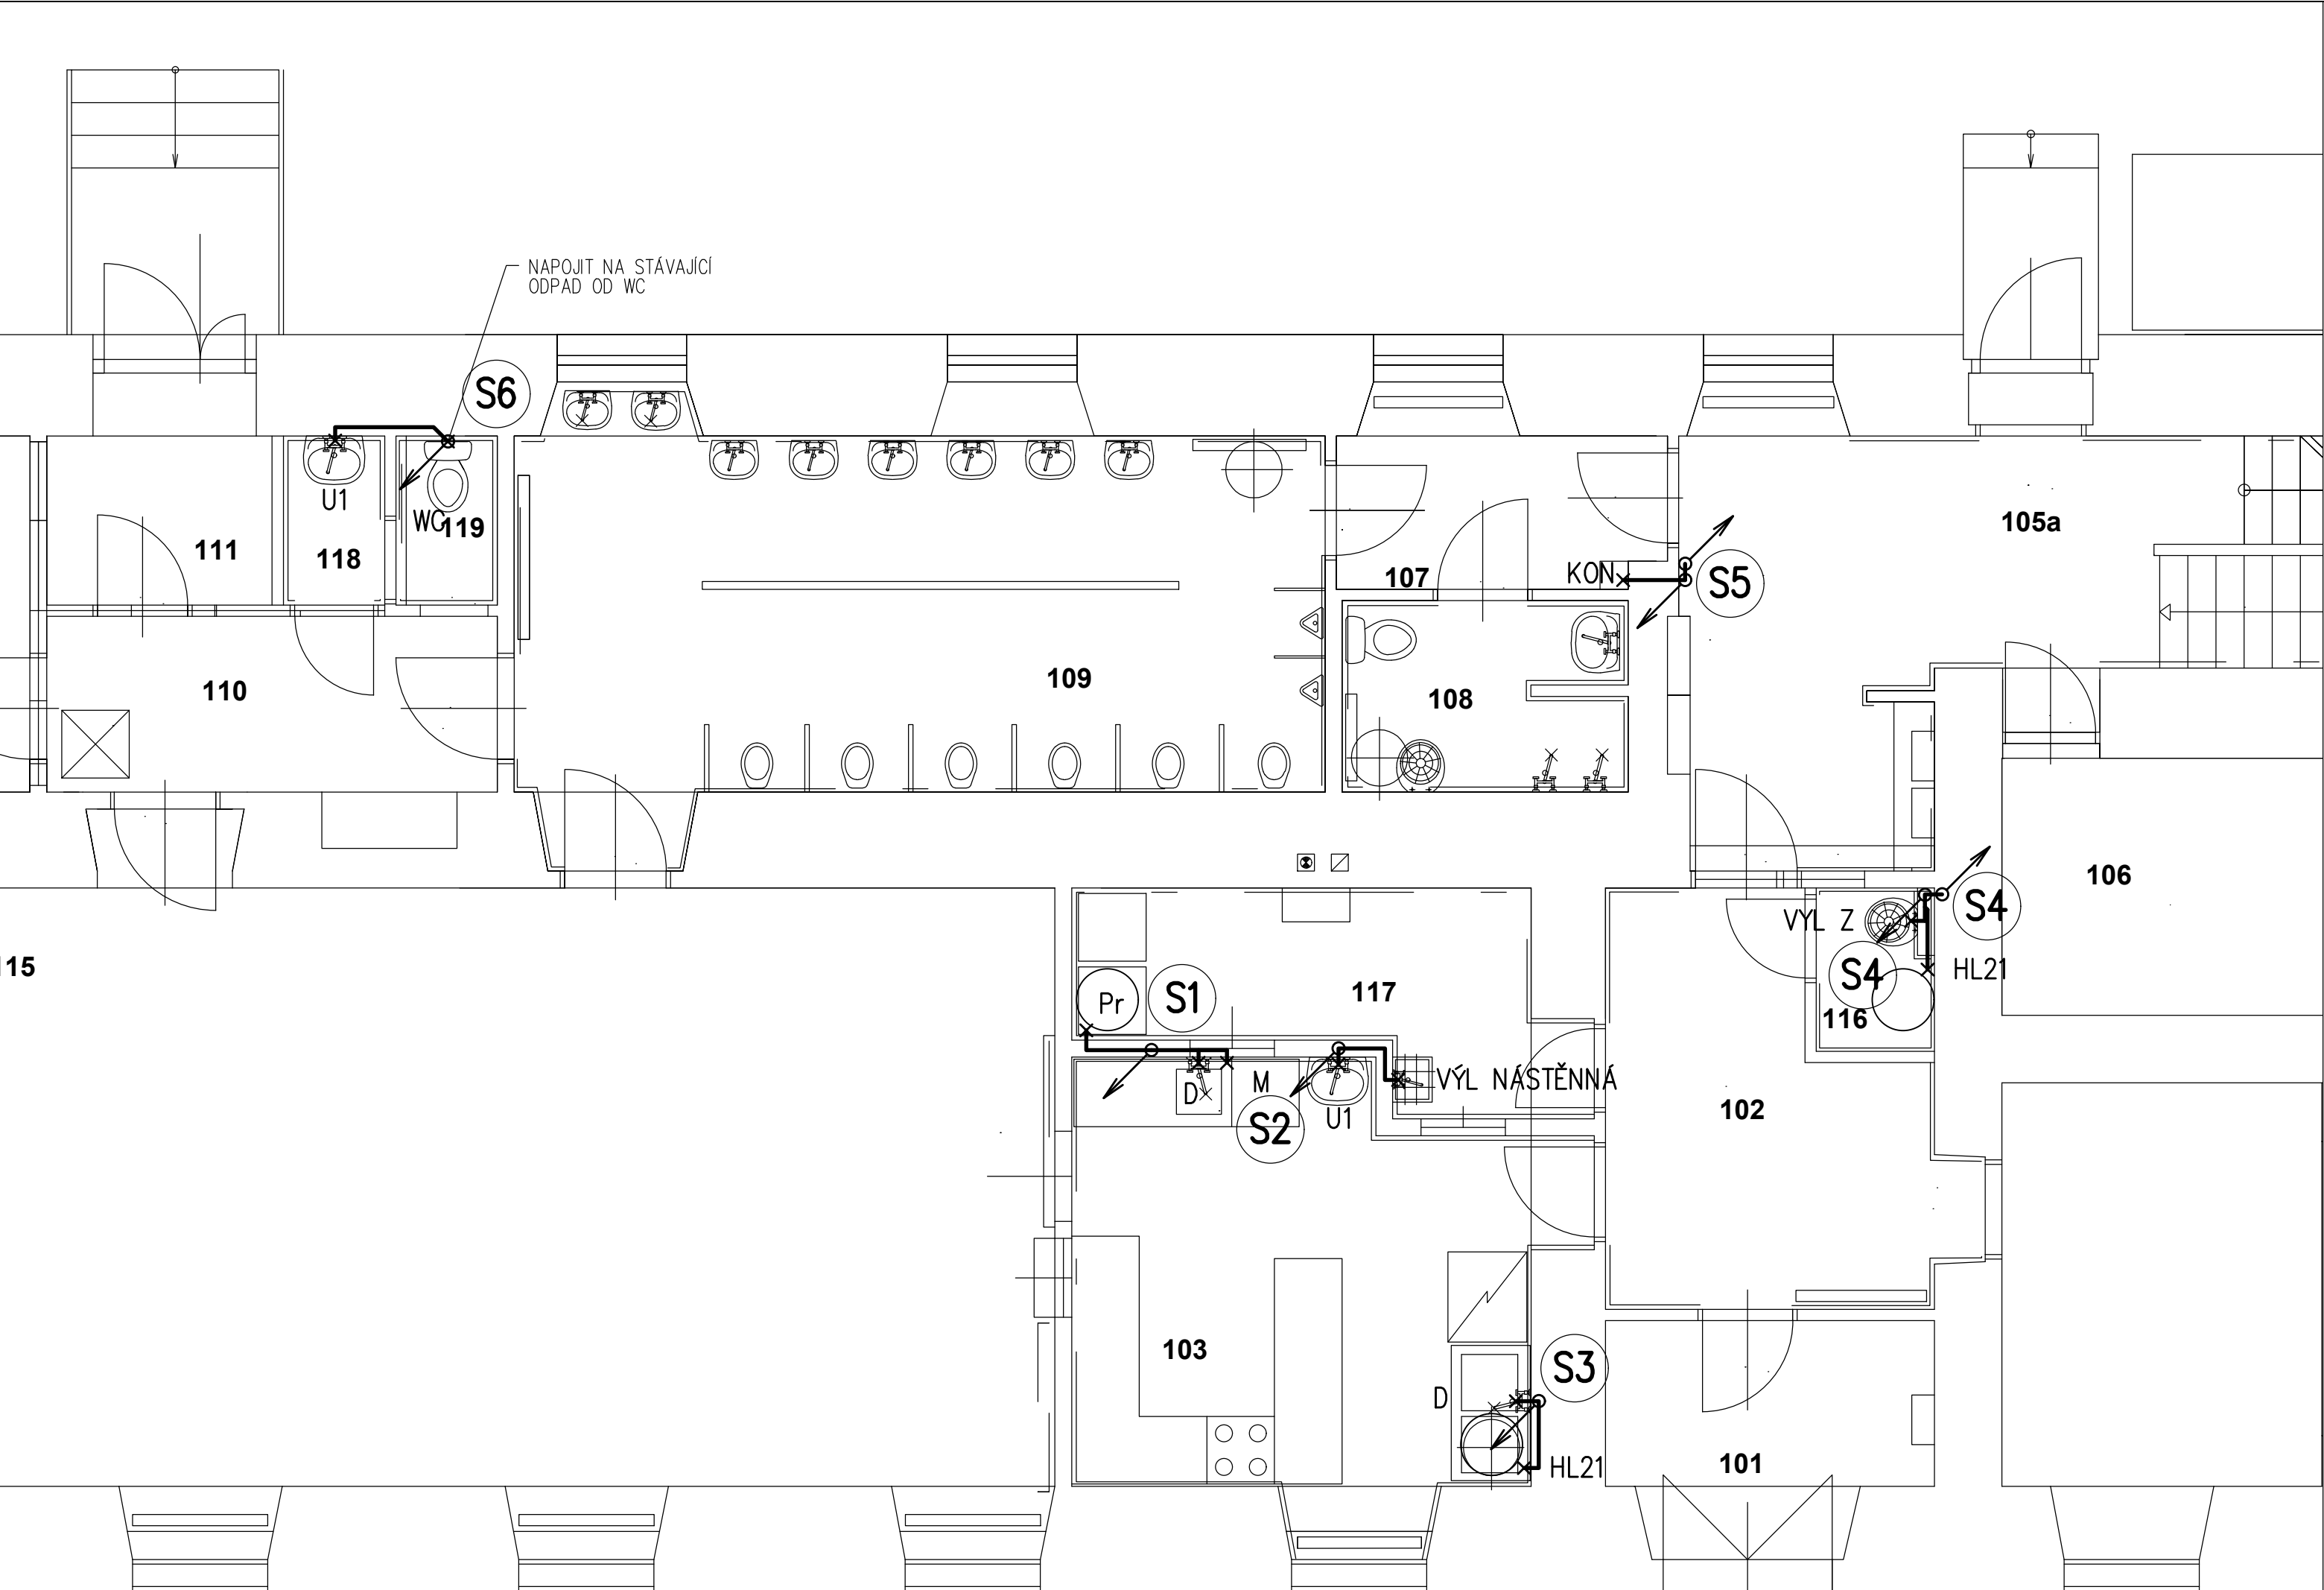 NAPOJIT NA STÁVAJÍCÍ
ODPAD OD WC
S6
U1
WC
119
111
118
105a
KON
107
S5
110
109
108
106
VÝL Z
S4
115
S4
HL21
Pr
S1
117
116
D
M
VÝL NÁSTĚNNÁ
S2
U1
102
103
S3
D
HL21
101